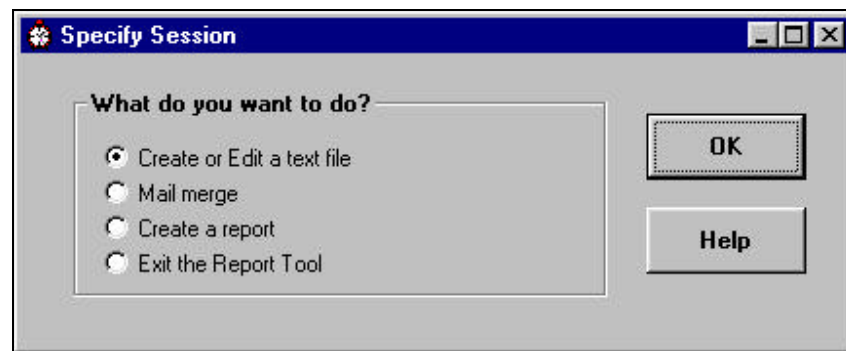 Specify Session
What do you want to do?
Create or Edit a text file
Mail merge
Create a report
Exit the Report Tool
OK
Help